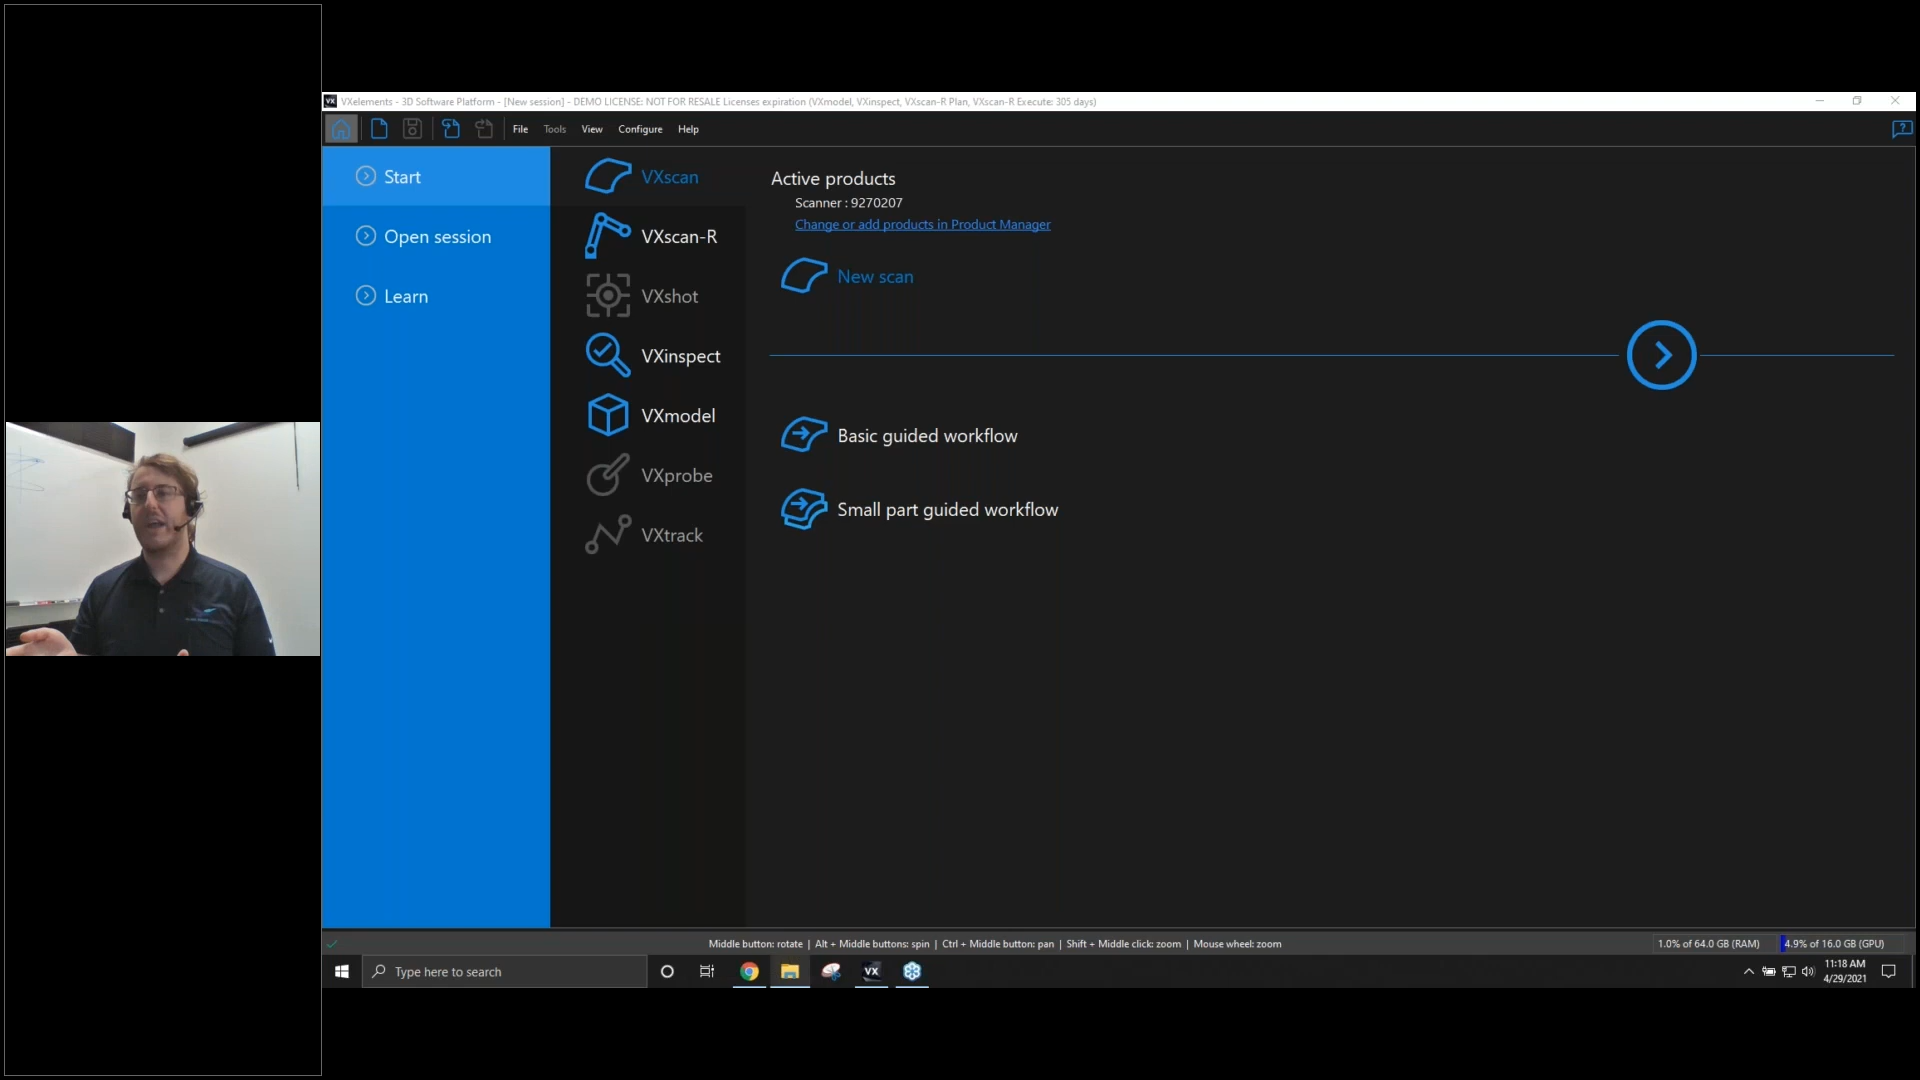 VXelements - 3D Software Platform - [New session] - DEMO LICENSE: NOT FOR RESALE Licenses expiration (VXmodel, VXinspect, VXscan-R Plan, VXscan-R Execute: 305 days)
File Tools View Configure Help
Start
Open session
Learn
VXscan
VXscan-R
VXshot
VXinspect
VXmodel
VXprobe
VXtrack
Active products
Scanner : 9270207
Change or add products in Product Manager
New scan
Basic guided workflow
Small part guided workflow
Middle button: rotate | Alt + Middle buttons: spin | Ctrl + Middle button: pan | Shift + Middle click: zoom | Mouse wheel: zoom
1.0% of 64.0 GB (RAM) 4.9% of 16.0 GB (GPU)
Type here to search
VX
11:18 AM
4/29/2021